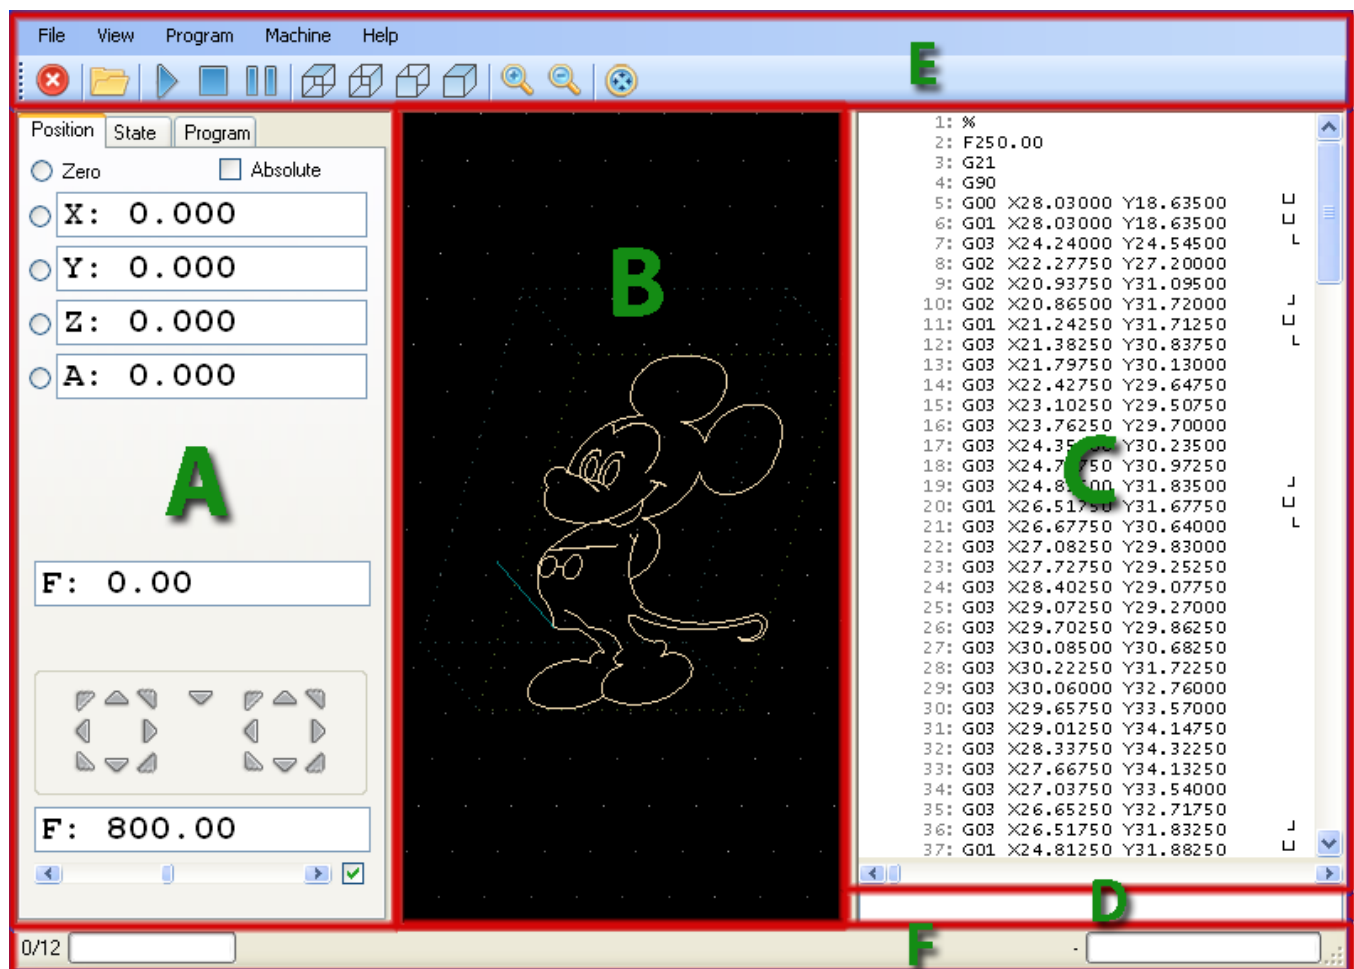 File View Program Machine Help
E
Position State Program
Zero Absolute
X: 0.000
Y: 0.000
Z: 0.000
A: 0.000
A
F: 0.00
F: 800.00
B
1: %
2: F250.00
3: G21
4: G90
5: G00 X28.03000 Y18.63500
6: G01 X28.03000 Y18.63500
7: G03 X24.24000 Y24.54500
8: G02 X22.27750 Y27.20000
9: G02 X20.93750 Y31.09500
10: G02 X20.86500 Y31.72000
11: G01 X21.24250 Y31.71250
12: G03 X21.38250 Y30.83750
13: G03 X21.79750 Y30.13000
14: G03 X22.42750 Y29.64750
15: G03 X23.10250 Y29.50750
16: G03 X23.76250 Y29.70000
17: G03 Y30.23500
18: G03 Y30.97250
19: G03 Y31.83500
20: G01 X26.51750 Y31.67750
21: G03 X26.67750 Y30.64000
22: G03 X27.08250 Y29.83000
23: G03 X27.72750 Y29.25250
24: G03 X28.40250 Y29.07750
25: G03 X29.07250 Y29.27000
26: G03 X29.70250 Y29.86250
27: G03 X30.08500 Y30.68250
28: G03 X30.22250 Y31.72250
29: G03 X30.06000 Y32.76000
30: G03 X29.65750 Y33.57000
31: G03 X29.01250 Y34.14750
32: G03 X28.33750 Y34.32250
33: G03 X27.66750 Y34.13250
34: G03 X27.03750 Y33.54000
35: G03 X26.65250 Y32.71750
36: G03 X26.51750 Y31.83250
37: G01 X24.81250 Y31.88250
C
D
0/12
F
-